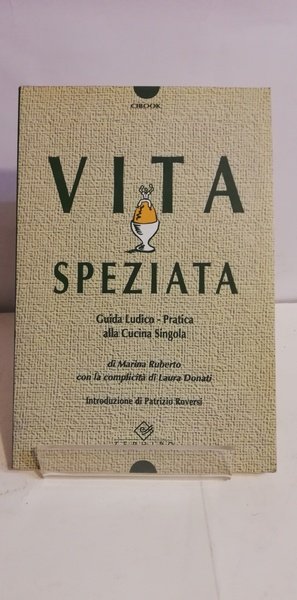 CIBOOK
VITA
SPEZIATA
Guida Ludico - Pratica
alla Cucina Singola
di Marina Ruberto
con la complicità di Laura Donati
Introduzione di Patrizio Roversi